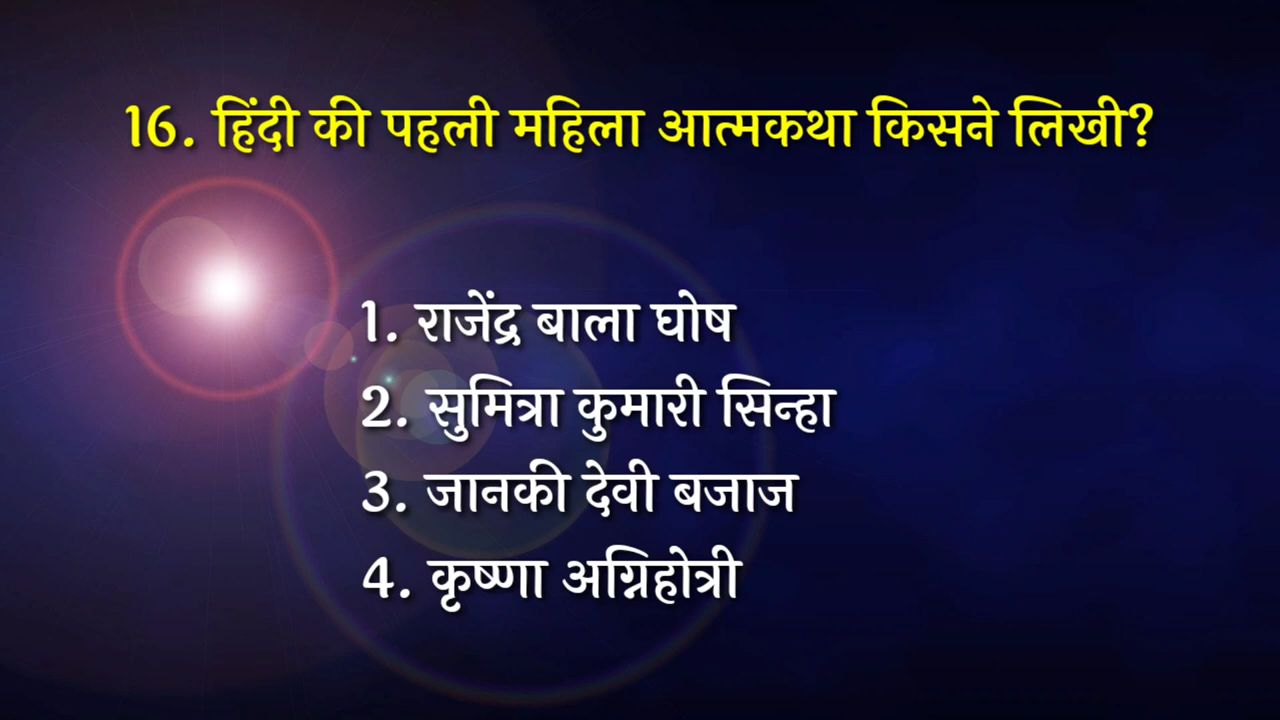 16. हिंदी की पहली महिला आत्मकथा किसने लिखी?
1. राजेंद्र बाला घोष
2. सुमित्रा कुमारी सिन्हा
3. जानकी देवी बजाज
4. कृष्णा अग्निहोत्री